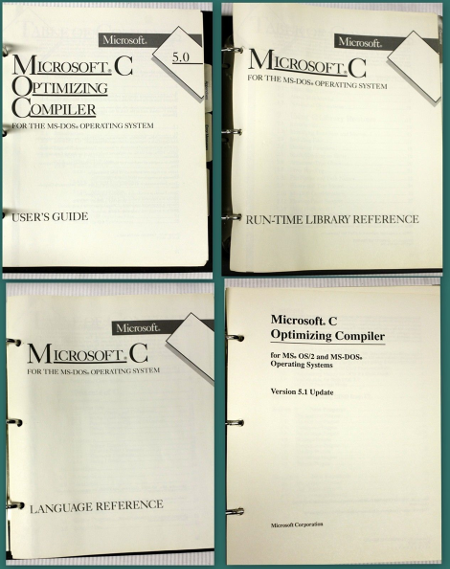 Microsoft®
5.0
MICROSOFT® C
OPTIMIZING
COMPILER
FOR THE MS-DOS® OPERATING SYSTEM
USER'S GUIDE
Microsoft®
MICROSOFT® C
FOR THE MS-DOS® OPERATING SYSTEM
RUN-TIME LIBRARY REFERENCE
Microsoft®
MICROSOFT® C
FOR THE MS-DOS® OPERATING SYSTEM
LANGUAGE REFERENCE
Microsoft® C
Optimizing Compiler
for MS® OS/2 and MS-DOS®
Operating Systems
Version 5.1 Update
Microsoft Corporation